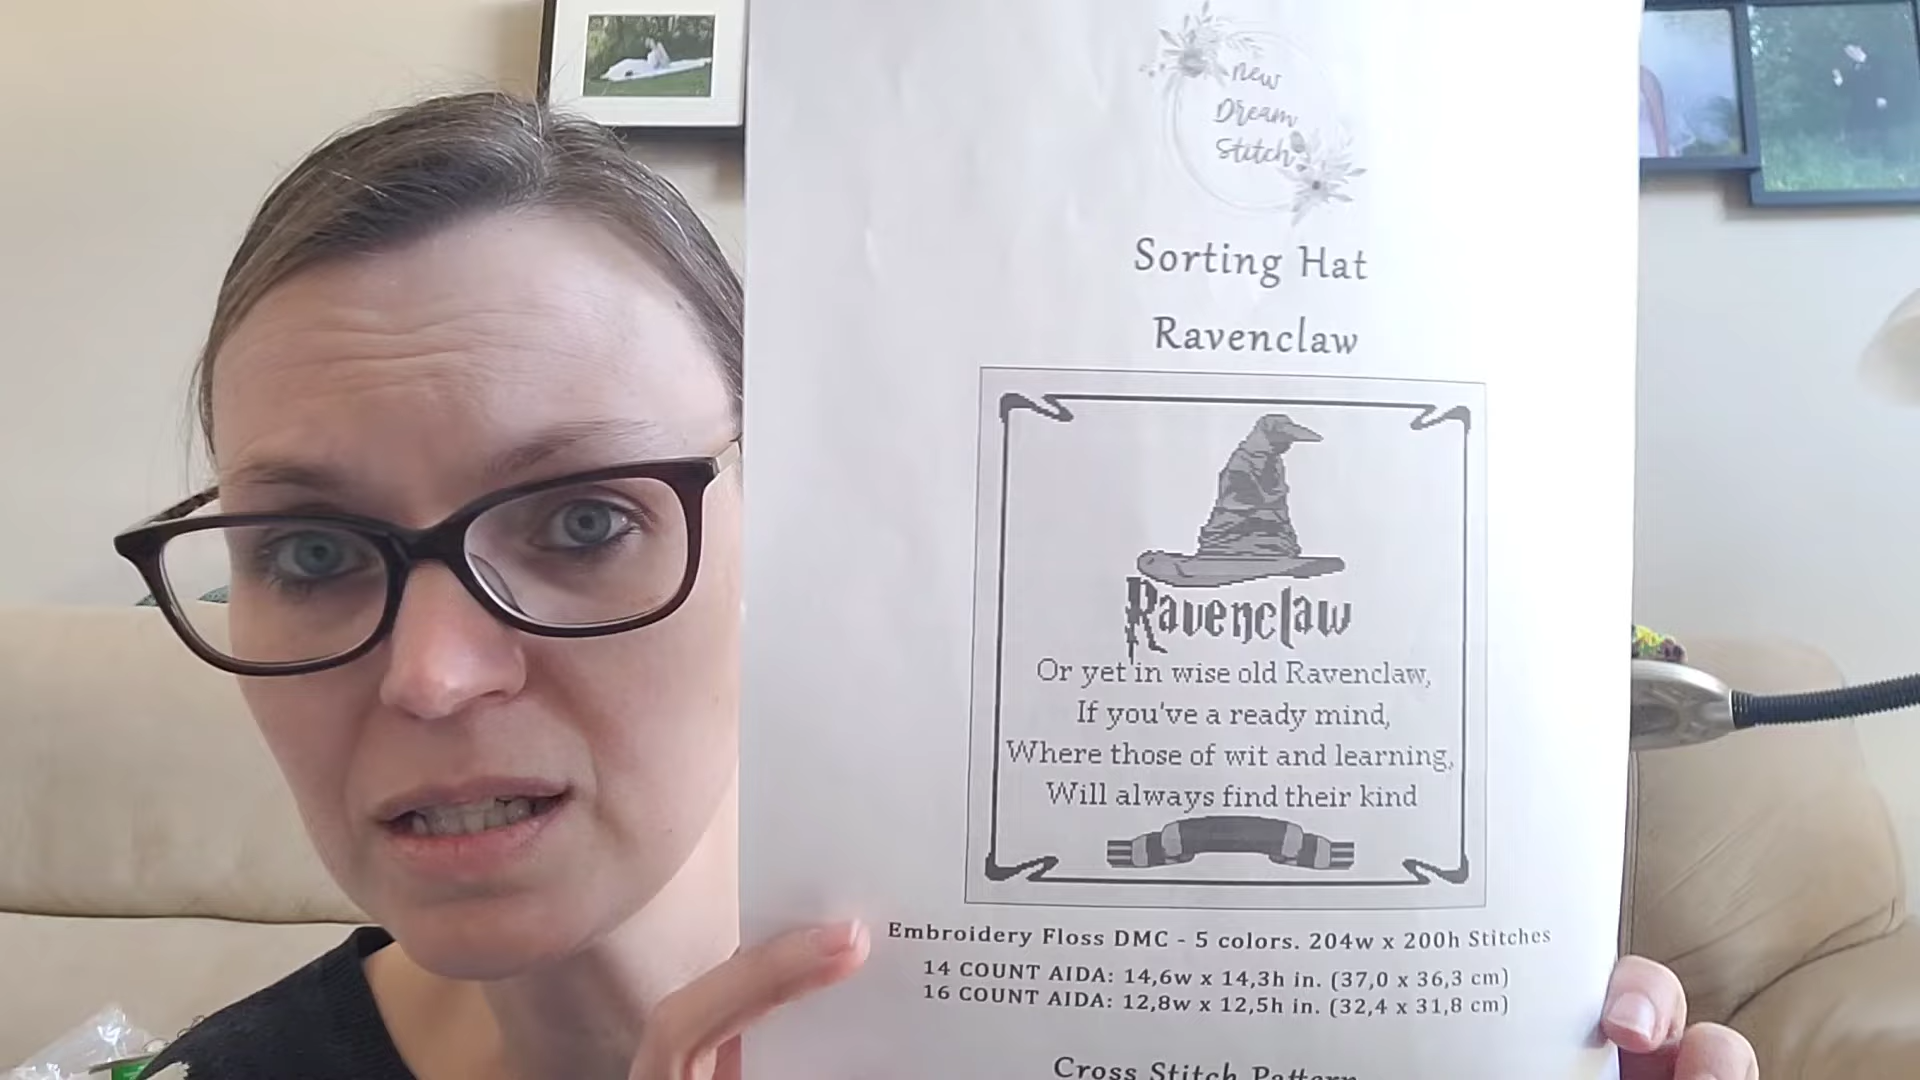 New
Dream
Stitch
Sorting Hat
Ravenclaw
Ravenclaw
Or yet in wise old Ravenclaw,
If you've a ready mind,
Where those of wit and learning,
Will always find their kind
Embroidery Floss DMC - 5 colors. 204w x 200h Stitches
14 COUNT AIDA: 14,6w x 14,3h in. (37,0 x 36,3 cm)
16 COUNT AIDA: 12,8w x 12,5h in. (32,4 x 31,8 cm)
Cross Stitch Pattern